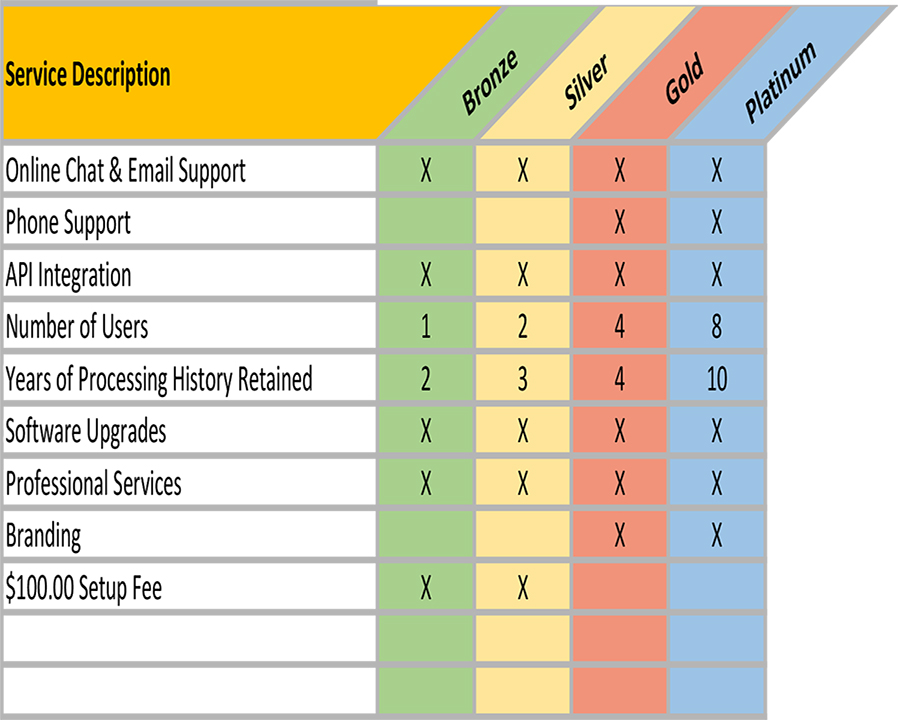 Service Description Bronze Silver Gold Platinum
Online Chat & Email Support X X X X
Phone Support X X
API Integration X X X X
Number of Users 1 2 4 8
Years of Processing History Retained 2 3 4 10
Software Upgrades X X X X
Professional Services X X X X
Branding X X
$100.00 Setup Fee X X